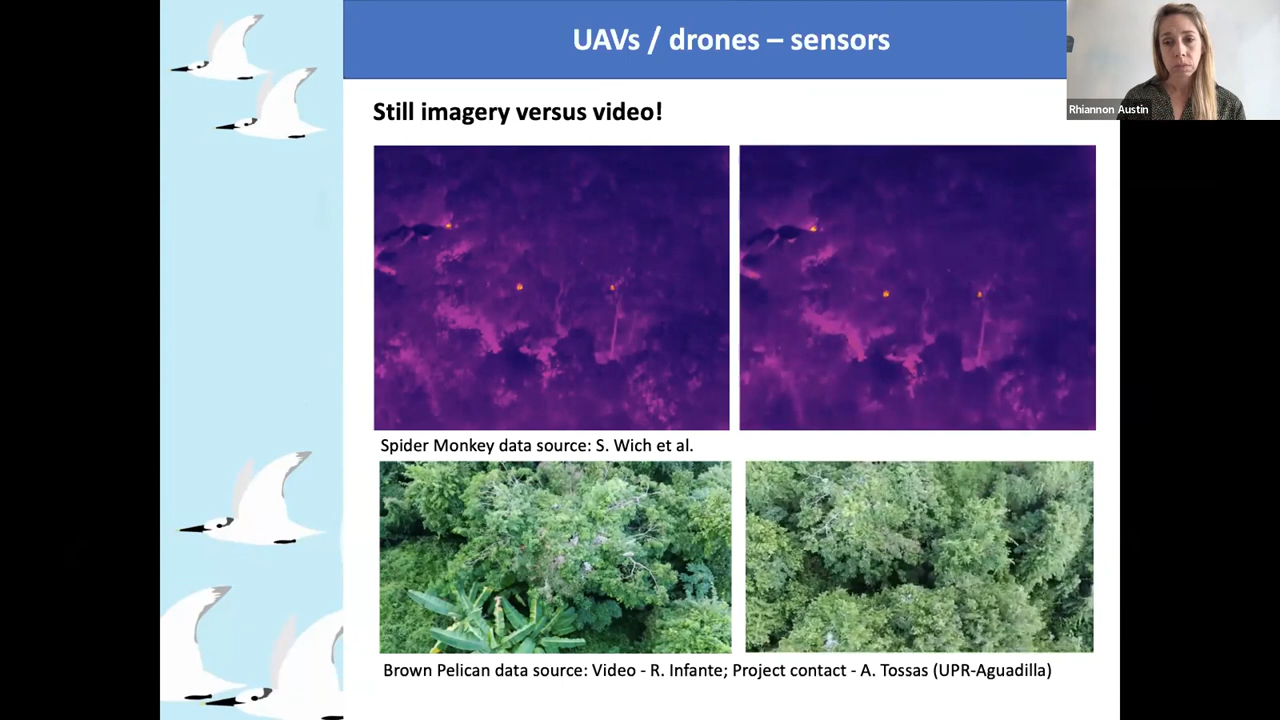 UAVs / drones – sensors
Rhiannon Austin
Still imagery versus video!
Spider Monkey data source: S. Wich et al.
Brown Pelican data source: Video - R. Infante; Project contact - A. Tossas (UPR-Aguadilla)